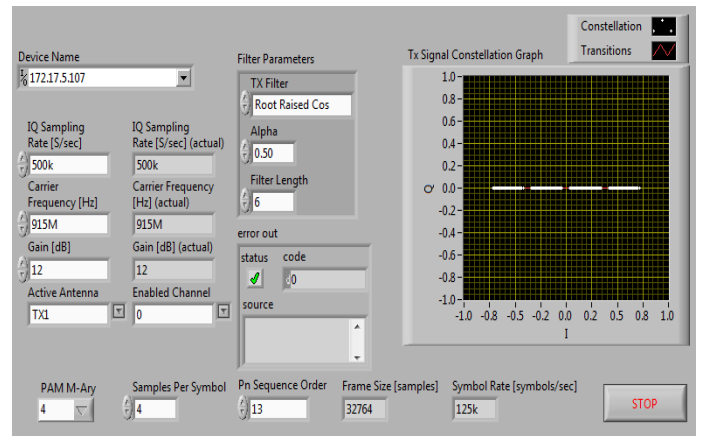 Constellation
Transitions
Device Name
172.17.5.107
Filter Parameters
TX Filter
Root Raised Cos
Alpha
0.50
Filter Length
6
Tx Signal Constellation Graph
1.0
0.8
0.6
0.4
0.2
0.0
-0.2
-0.4
-0.6
-0.8
-1.0
Q
-1.0 -0.8 -0.5 -0.2 0.0 0.2 0.5 0.8 1.0
I
IQ Sampling
Rate [S/sec]
500k
IQ Sampling
Rate [S/sec] (actual)
500k
Carrier
Frequency [Hz]
915M
Carrier Frequency
[Hz] (actual)
915M
Gain [dB]
12
Gain [dB] (actual)
12
Active Antenna
TX1
Enabled Channel
0
error out
status code
0
source
PAM M-Ary
4
Samples Per Symbol
4
Pn Sequence Order
13
Frame Size [samples]
32764
Symbol Rate [symbols/sec]
125k
STOP